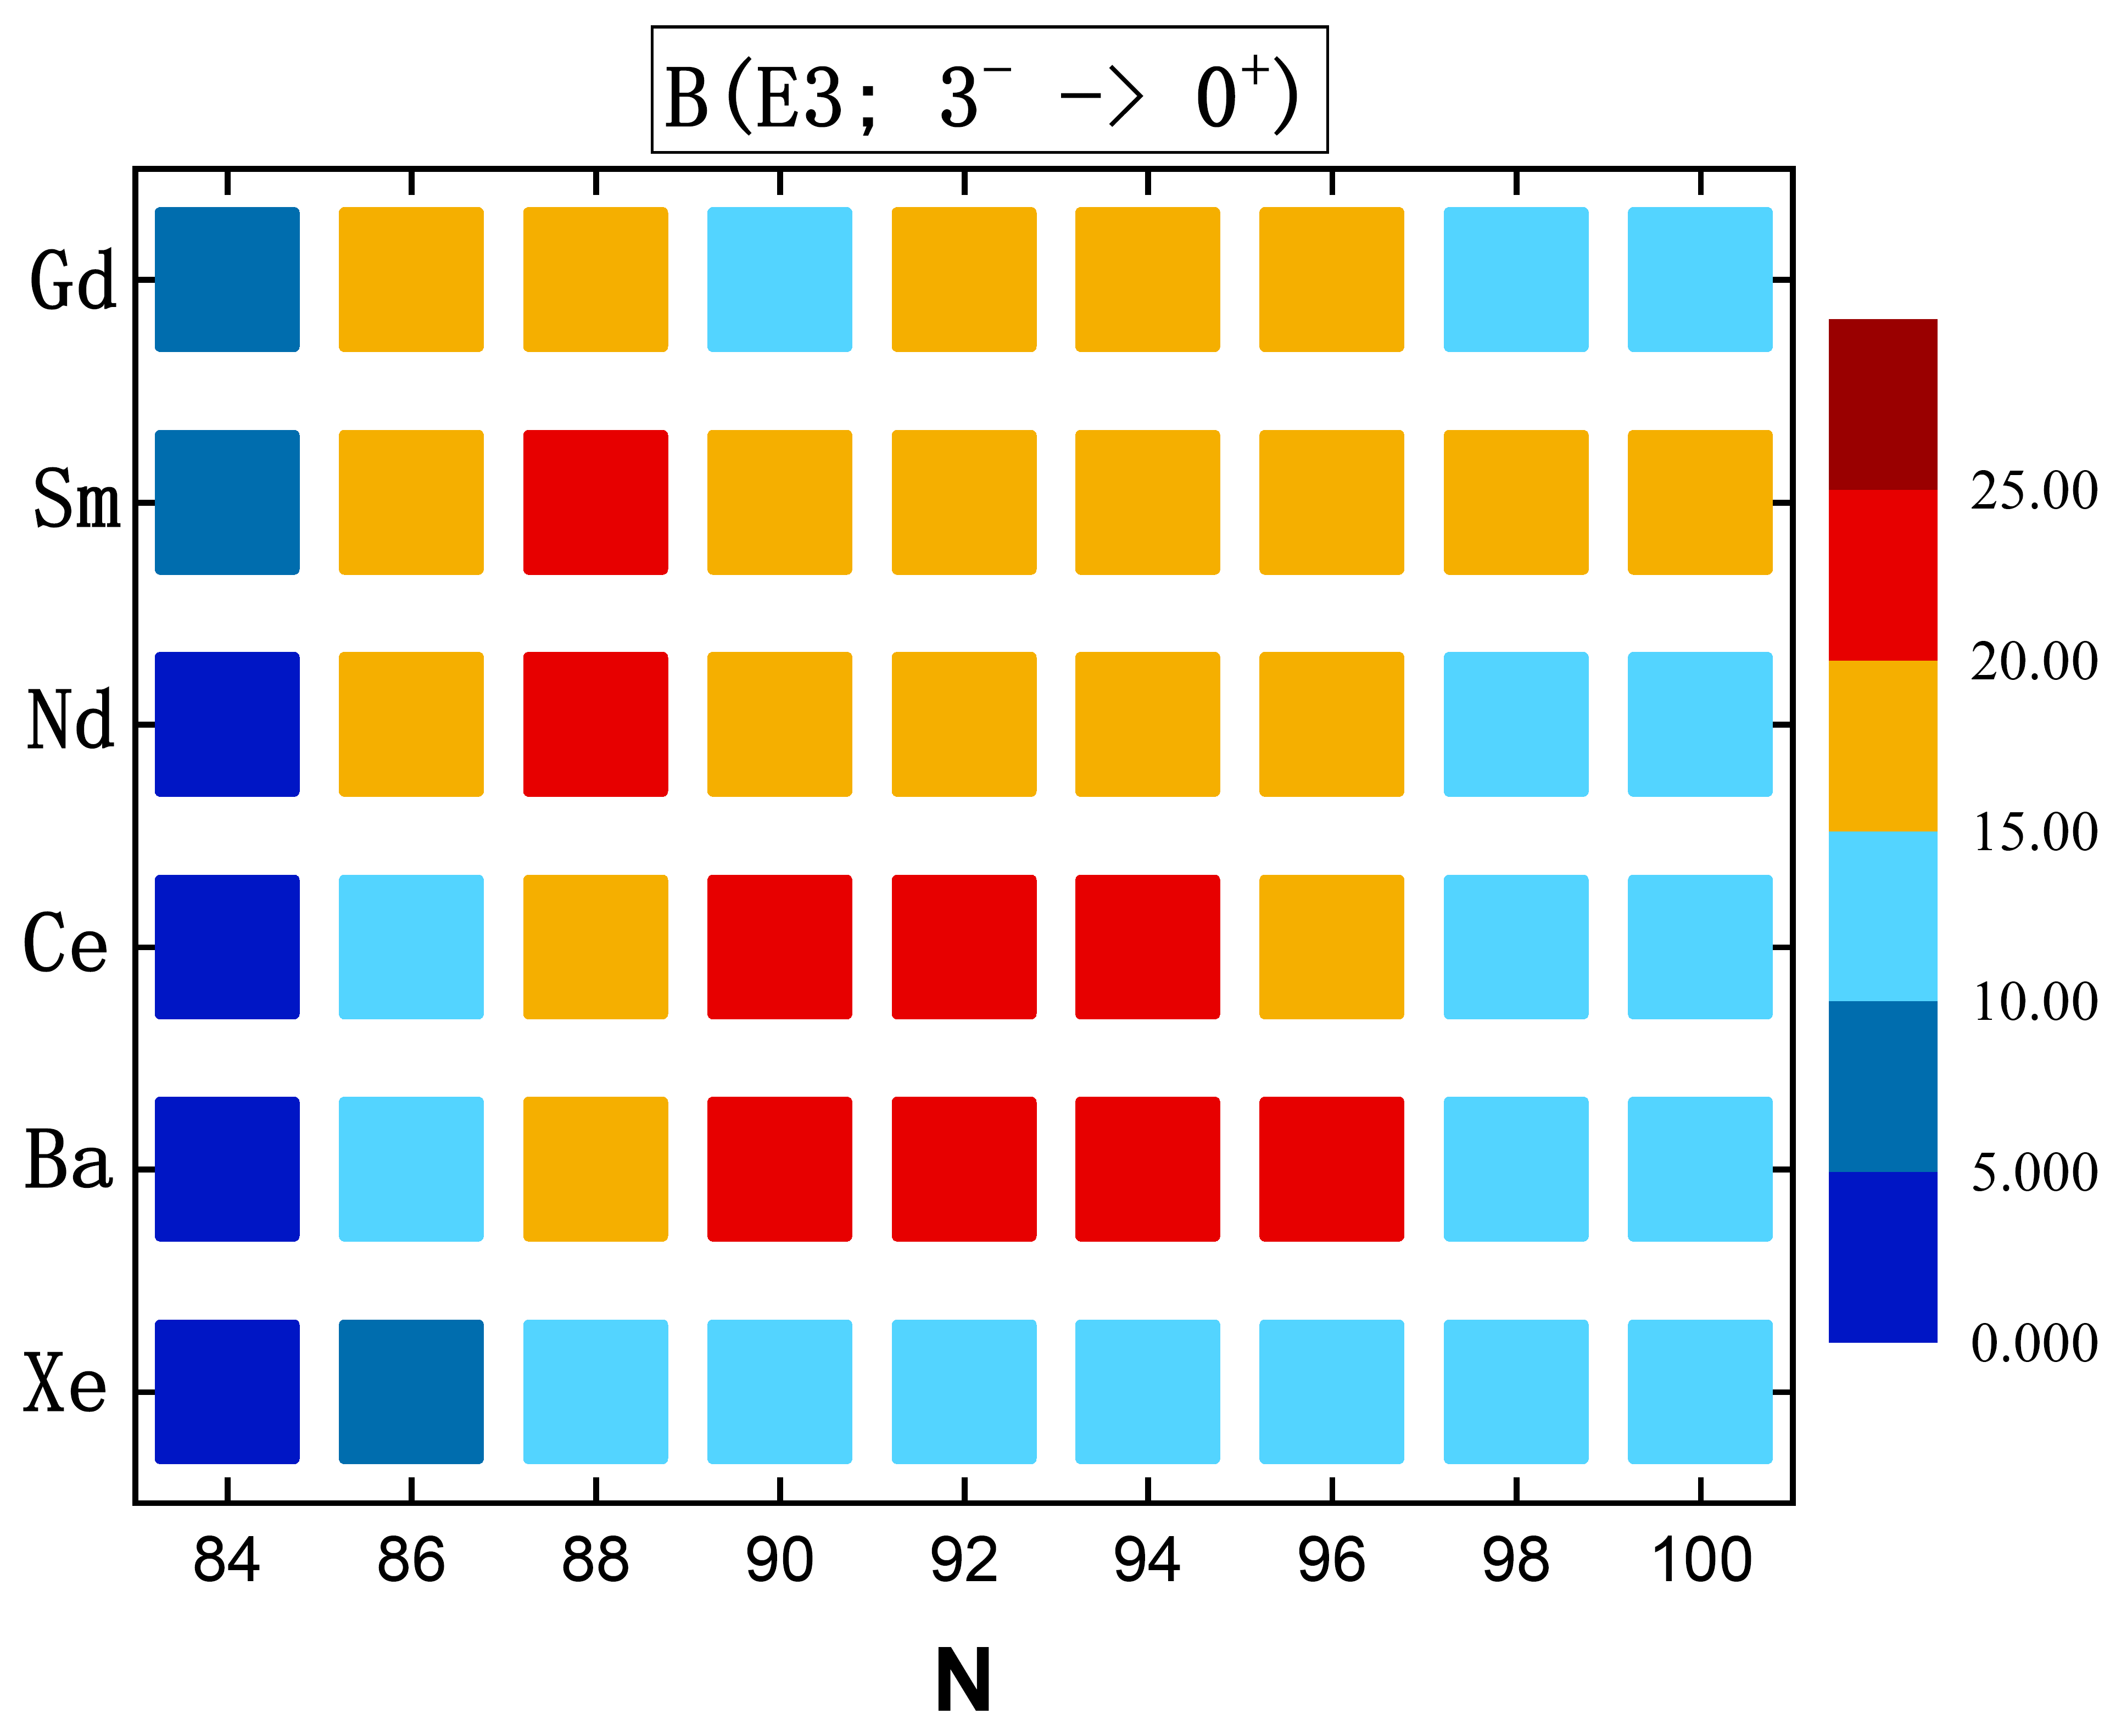 B(E3; 3⁻ -> 0⁺)
Gd
Sm
Nd
Ce
Ba
Xe
84 86 88 90 92 94 96 98 100
N
25.00
20.00
15.00
10.00
5.000
0.000